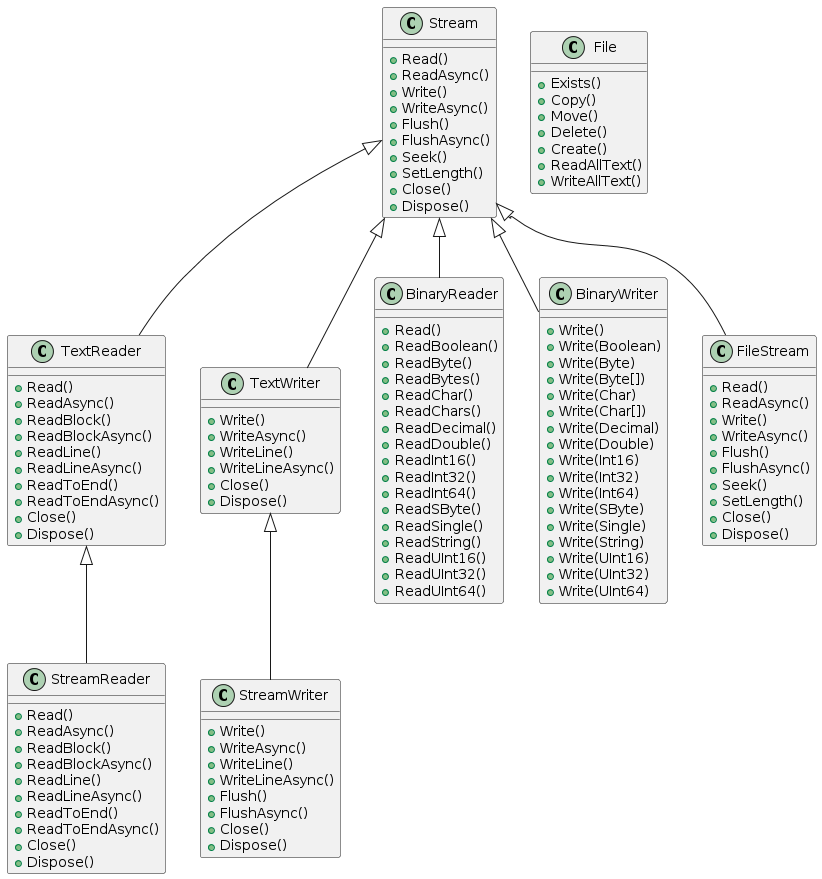 C Stream
Read()
ReadAsync()
Write()
WriteAsync()
Flush()
FlushAsync()
Seek()
SetLength()
Close()
Dispose()
C File
Exists()
Copy()
Move()
Delete()
Create()
ReadAllText()
WriteAllText()
C TextReader
Read()
ReadAsync()
ReadBlock()
ReadBlockAsync()
ReadLine()
ReadLineAsync()
ReadToEnd()
ReadToEndAsync()
Close()
Dispose()
C TextWriter
Write()
WriteAsync()
WriteLine()
WriteLineAsync()
Close()
Dispose()
C BinaryReader
Read()
ReadBoolean()
ReadByte()
ReadBytes()
ReadChar()
ReadChars()
ReadDecimal()
ReadDouble()
ReadInt16()
ReadInt32()
ReadInt64()
ReadSByte()
ReadSingle()
ReadString()
ReadUInt16()
ReadUInt32()
ReadUInt64()
C BinaryWriter
Write()
Write(Boolean)
Write(Byte)
Write(Byte[])
Write(Char)
Write(Char[])
Write(Decimal)
Write(Double)
Write(Int16)
Write(Int32)
Write(Int64)
Write(SByte)
Write(Single)
Write(String)
Write(UInt16)
Write(UInt32)
Write(UInt64)
C FileStream
Read()
ReadAsync()
Write()
WriteAsync()
Flush()
FlushAsync()
Seek()
SetLength()
Close()
Dispose()
C StreamReader
Read()
ReadAsync()
ReadBlock()
ReadBlockAsync()
ReadLine()
ReadLineAsync()
ReadToEnd()
ReadToEndAsync()
Close()
Dispose()
C StreamWriter
Write()
WriteAsync()
WriteLine()
WriteLineAsync()
Flush()
FlushAsync()
Close()
Dispose()